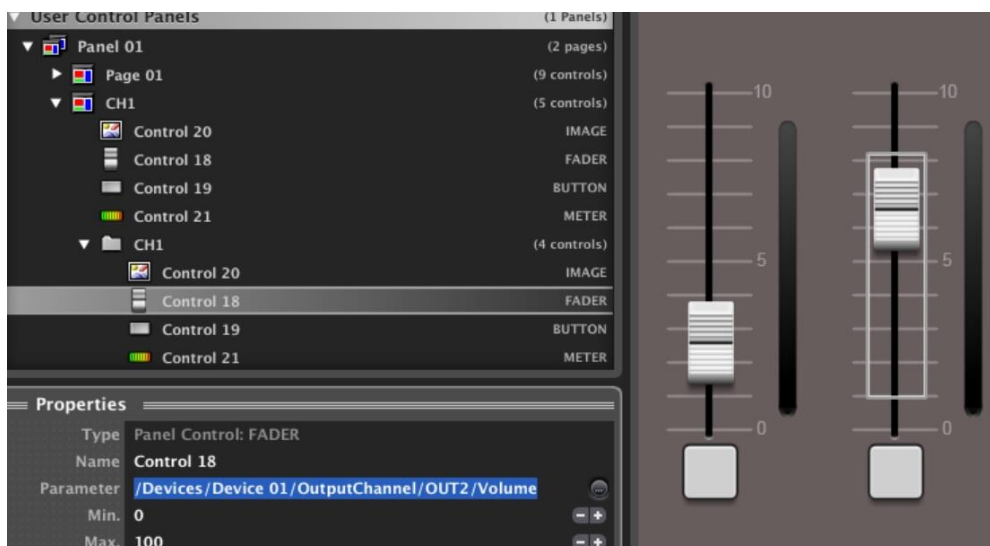 User Control Panels (1 Panels)
Panel 01 (2 pages)
Page 01 (9 controls)
CH1 (5 controls)
Control 20 IMAGE
Control 18 FADER
Control 19 BUTTON
Control 21 METER
CH1 (4 controls)
Control 20 IMAGE
Control 18 FADER
Control 19 BUTTON
Control 21 METER
Properties
Type Panel Control: FADER
Name Control 18
Parameter /Devices/Device 01/OutputChannel/OUT2/Volume
Min. 0
Max. 100
10
5
0
10
5
0